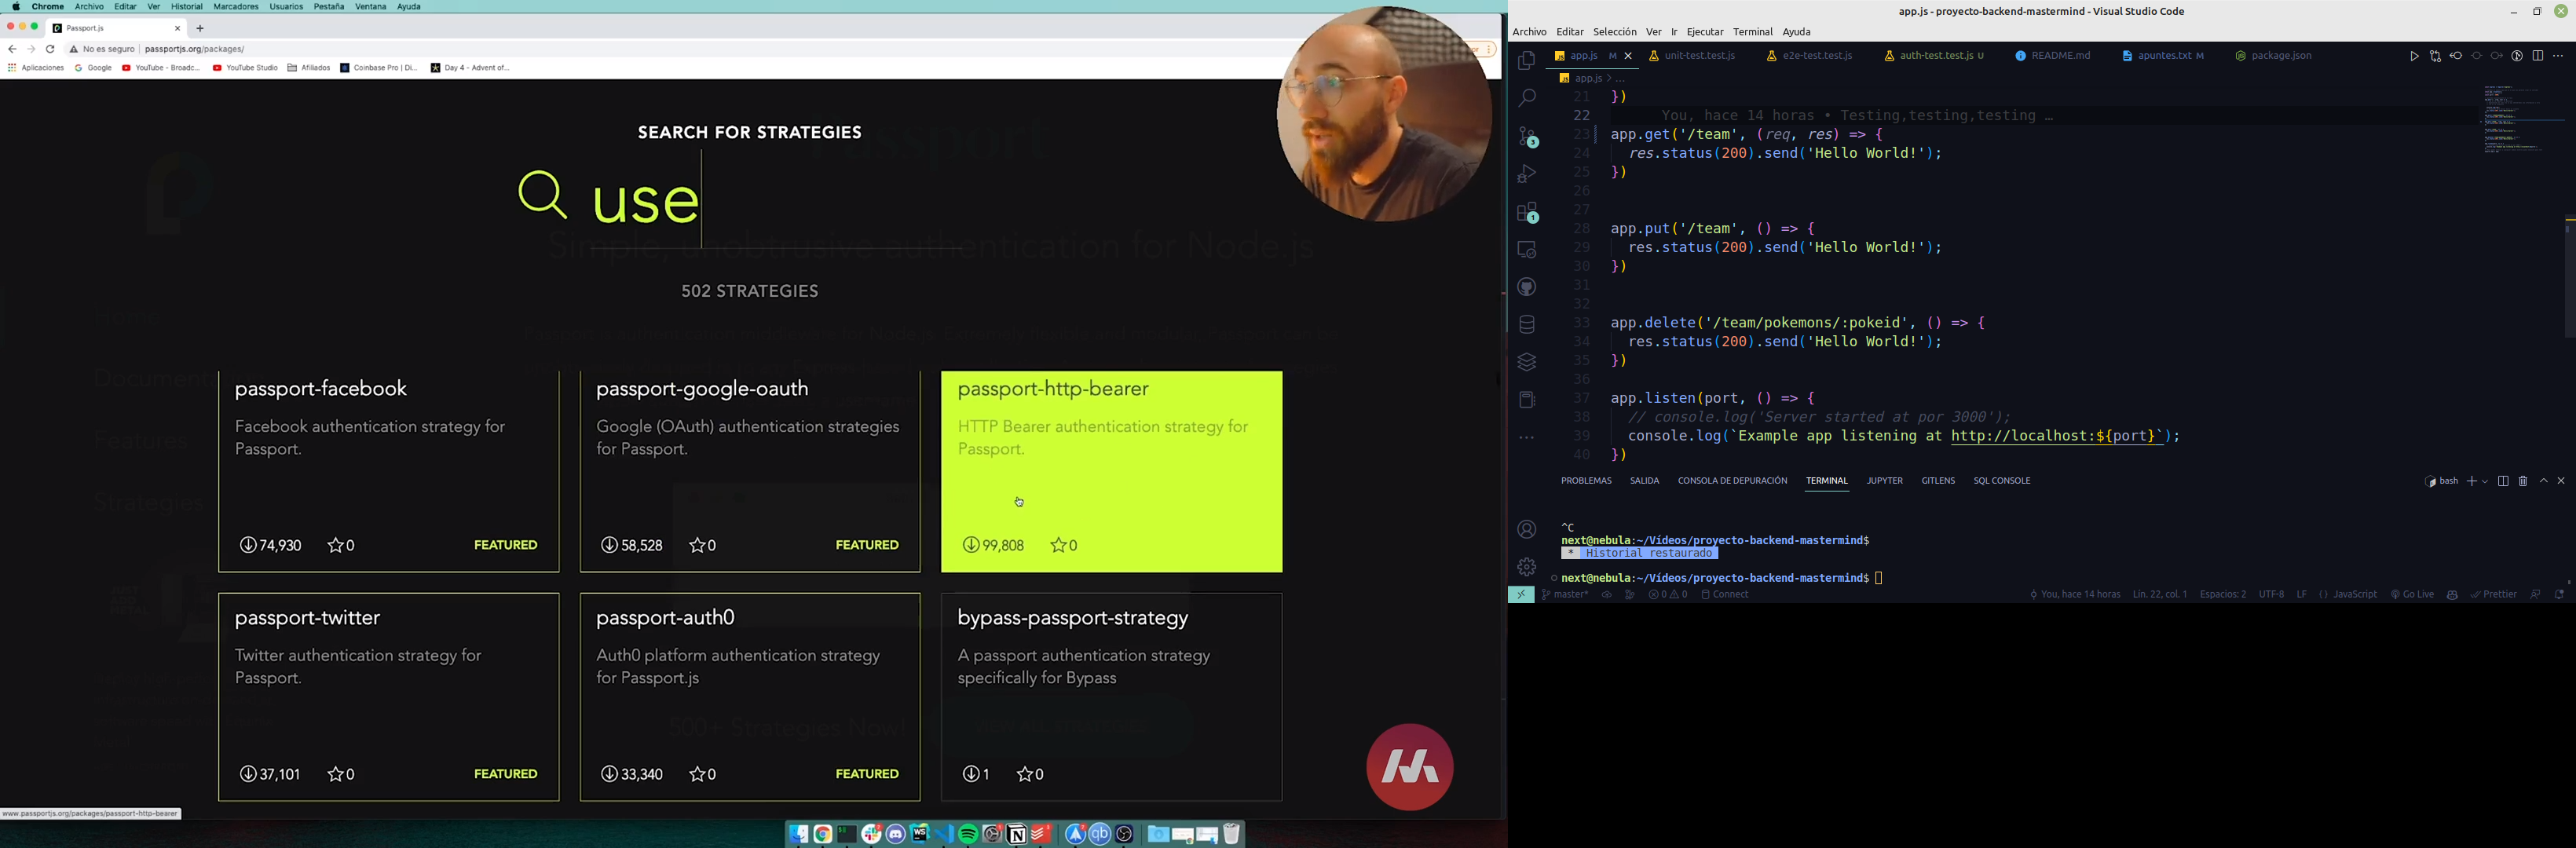 Chrome Archivo Editar Ver Historial Marcadores Usuarios Pestaña Ventana Ayuda
Passport.js
No es seguro passportjs.org/packages/
Aplicaciones Google YouTube - Broadc... YouTube Studio Afiliados Coinbase Pro | Di... Day 4 - Advent of...
SEARCH FOR STRATEGIES
use
Simple, unobtrusive authentication for Node.js
502 STRATEGIES
passport-facebook
Facebook authentication strategy for
Passport.
74,930 0 FEATURED
passport-google-oauth
Google (OAuth) authentication strategies
for Passport.
58,528 0 FEATURED
passport-http-bearer
HTTP Bearer authentication strategy for
Passport.
99,808 0
passport-twitter
Twitter authentication strategy for
Passport.
37,101 0 FEATURED
passport-auth0
Auth0 platform authentication strategy
for Passport.js
33,340 0 FEATURED
bypass-passport-strategy
A passport authentication strategy
specifically for Bypass
1 0
Features
Strategies
www.passportjs.org/packages/passport-http-bearer
app.js - proyecto-backend-mastermind - Visual Studio Code
Archivo Editar Selección Ver Ir Ejecutar Terminal Ayuda
app.js M unit-test.test.js e2e-test.test.js auth-test.test.js U README.md apuntes.txt M package.json
app.js > ...
21 })
22 You, hace 14 horas • Testing,testing,testing …
23 app.get('/team', (req, res) => {
24 res.status(200).send('Hello World!');
25 })
26
27
28 app.put('/team', () => {
29 res.status(200).send('Hello World!');
30 })
31
32
33 app.delete('/team/pokemons/:pokeid', () => {
34 res.status(200).send('Hello World!');
35 })
36
37 app.listen(port, () => {
38 // console.log('Server started at por 3000');
39 console.log(`Example app listening at http://localhost:${port}`);
40 })
PROBLEMAS SALIDA CONSOLA DE DEPURACIÓN TERMINAL JUPYTER GITLENS SQL CONSOLE
bash
^C
next@nebula:~/Vídeos/proyecto-backend-mastermind$
* Historial restaurado
next@nebula:~/Vídeos/proyecto-backend-mastermind$
master* 0 0 Connect You, hace 14 horas Lín. 22, col. 1 Espacios: 2 UTF-8 LF {} JavaScript Go Live Prettier